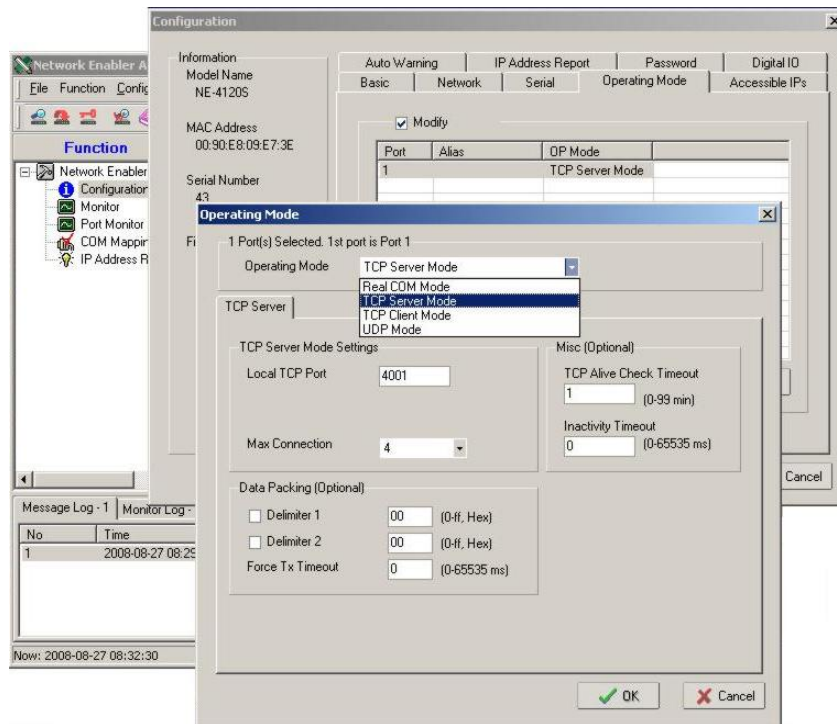 Configuration
Network Enabler A
File Function Config
Function
Network Enabler
Configuration
Monitor
Port Monitor
COM Mappin
IP Address R
Message Log - 1 Monitor Log -
No Time
1 2008-08-27 08:29
Now: 2008-08-27 08:32:30
Information
Model Name
NE-4120S
MAC Address
00:90:E8:09:E7:3E
Serial Number
43
Fi
Auto Warning IP Address Report Password Digital IO
Basic Network Serial Operating Mode Accessible IPs
Modify
Port Alias OP Mode
1 TCP Server Mode
Cancel
Operating Mode
1 Port(s) Selected. 1st port is Port 1
Operating Mode TCP Server Mode
Real COM Mode
TCP Server Mode
TCP Client Mode
UDP Mode
TCP Server
TCP Server Mode Settings
Local TCP Port 4001
Max Connection 4
Misc (Optional)
TCP Alive Check Timeout
1 (0-99 min)
Inactivity Timeout
0 (0-65535 ms)
Data Packing (Optional)
Delimiter 1 00 (0-ff, Hex)
Delimiter 2 00 (0-ff, Hex)
Force Tx Timeout 0 (0-65535 ms)
OK Cancel